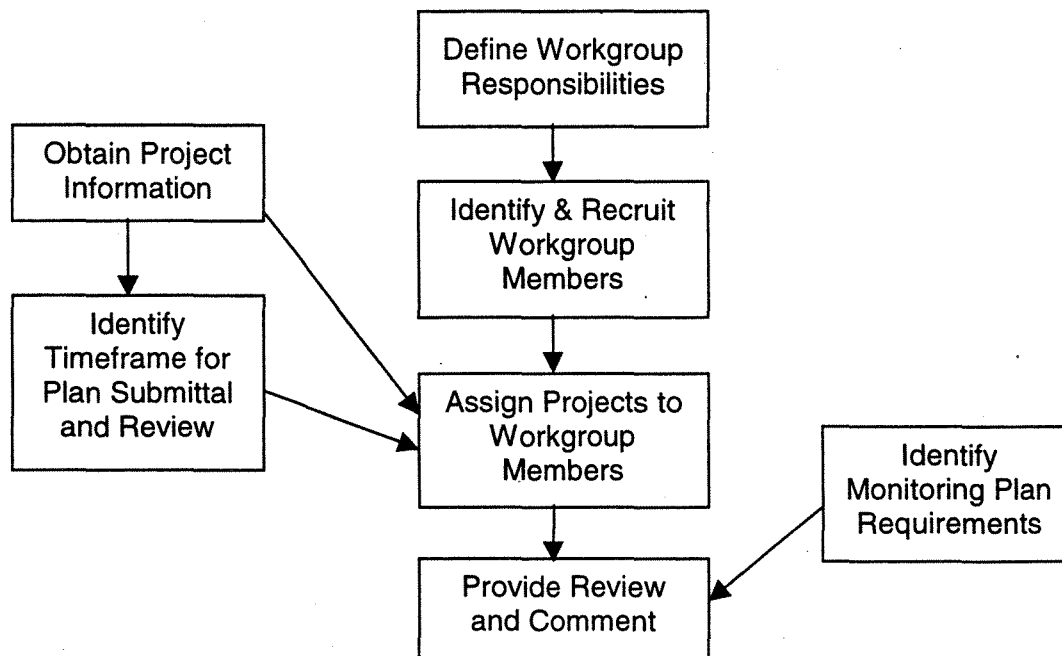 Define Workgroup
Responsibilities
Obtain Project
Information
Identify & Recruit
Workgroup
Members
Identify
Timeframe for
Plan Submittal
and Review
Assign Projects to
Workgroup
Members
Identify
Monitoring Plan
Requirements
Provide Review
and Comment